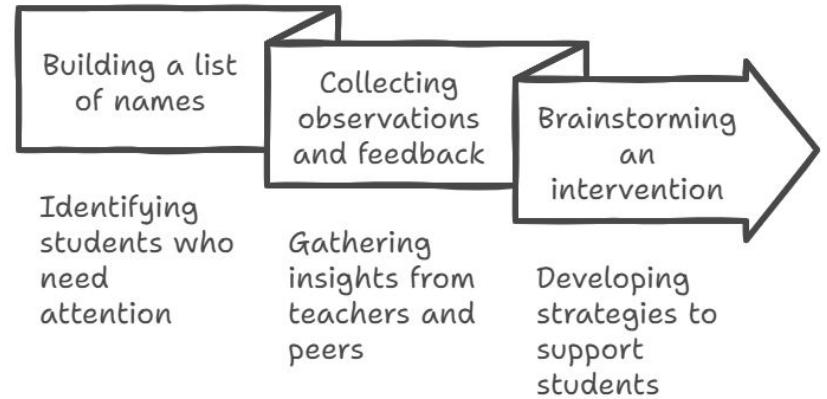 Building a list
of names
Identifying
students who
need
attention
Collecting
observations
and feedback
Gathering
insights from
teachers and
peers
Brainstorming
an
intervention
Developing
strategies to
support
students